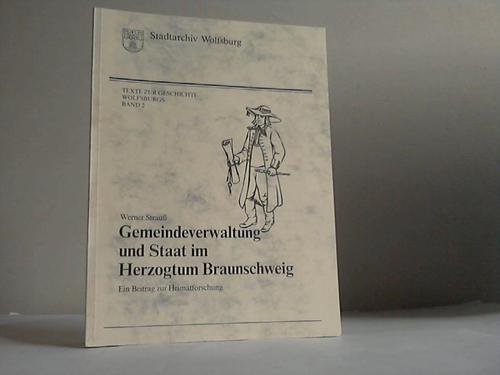 Stadtarchiv Wolfsburg
TEXTE ZUR GESCHICHTE
WOLFSBURGS
BAND 2
Werner Strauß
Gemeindeverwaltung
und Staat im
Herzogtum Braunschweig
Ein Beitrag zur Heimatforschung